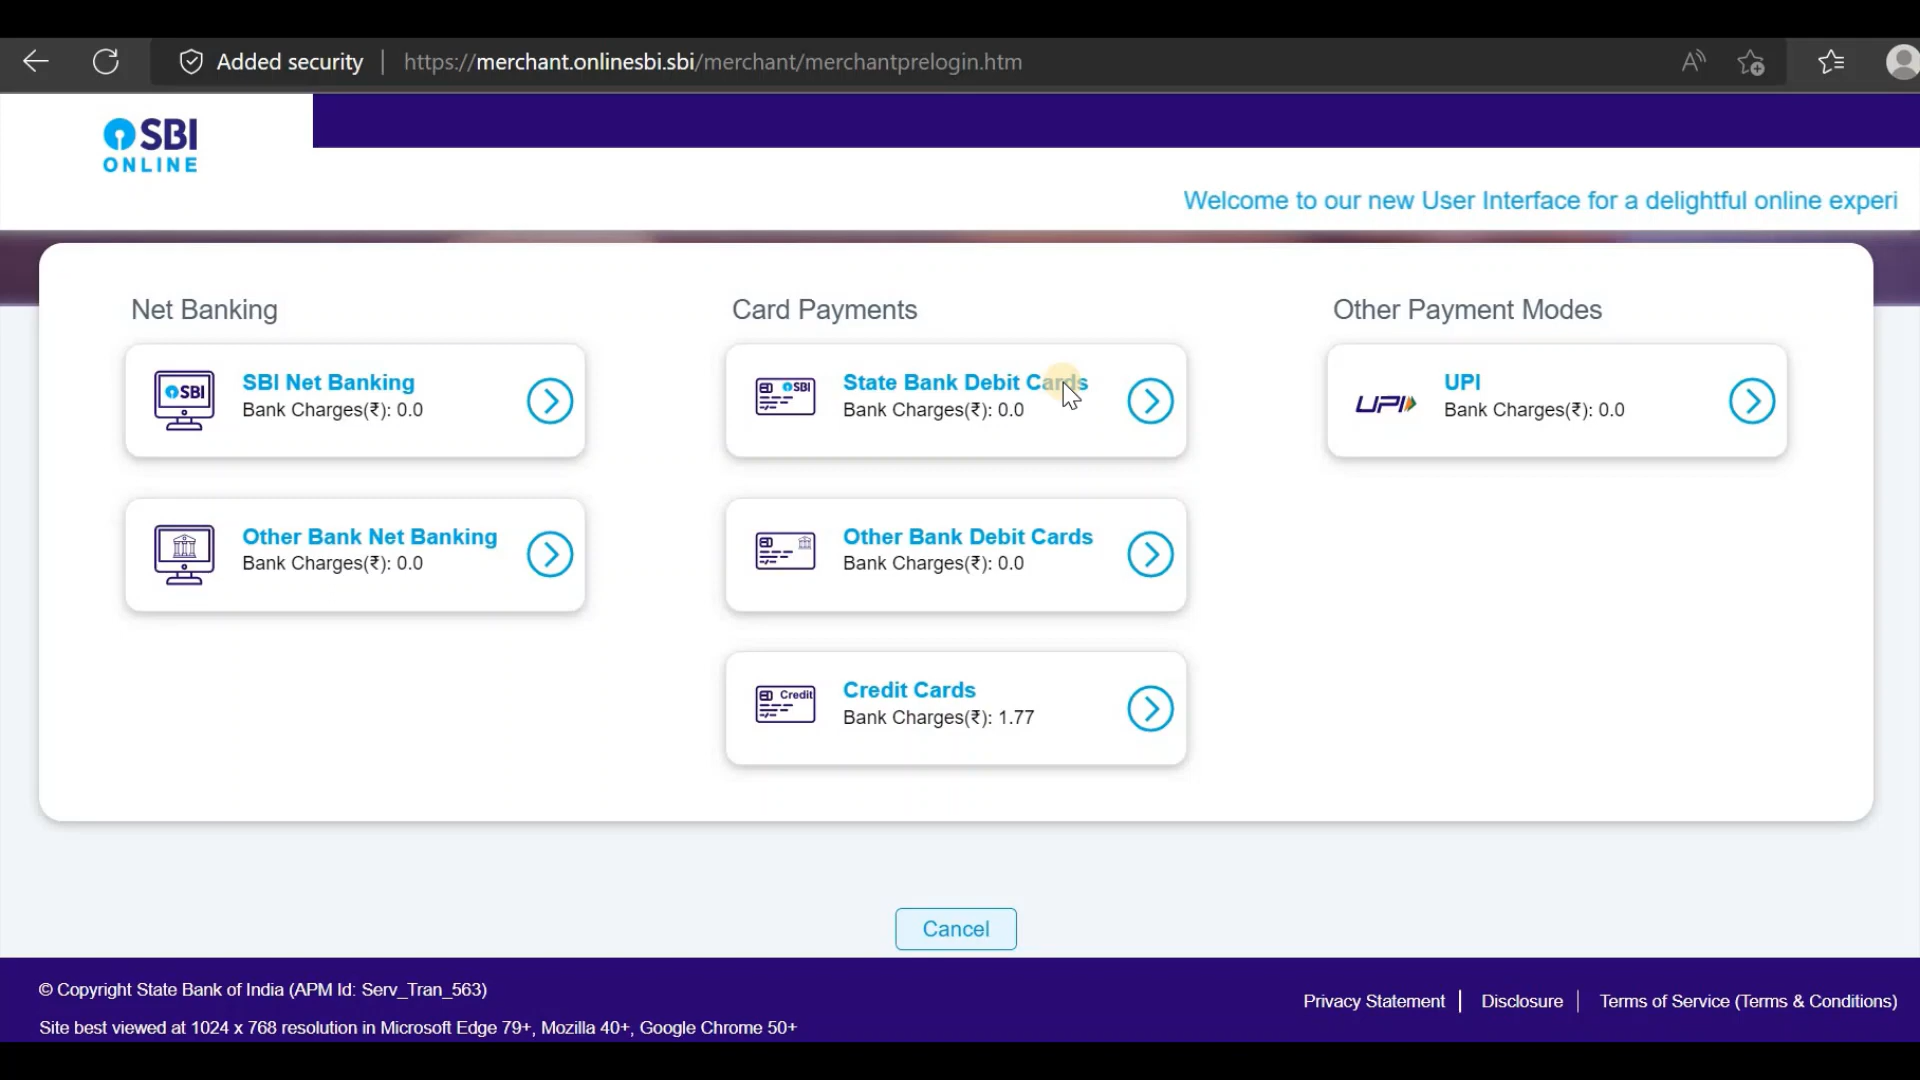 Added security
https://merchant.onlinesbi.sbi/merchant/merchantprelogin.htm
SBI
ONLINE
Welcome to our new User Interface for a delightful online experi
Net Banking
SBI
SBI Net Banking
Bank Charges(₹): 0.0
Other Bank Net Banking
Bank Charges(₹): 0.0
Card Payments
SBI
State Bank Debit Cards
Bank Charges(₹): 0.0
Other Bank Debit Cards
Bank Charges(₹): 0.0
Credit
Credit Cards
Bank Charges(₹): 1.77
Other Payment Modes
UPI
UPI
Bank Charges(₹): 0.0
Cancel
© Copyright State Bank of India (APM Id: Serv_Tran_563)
Site best viewed at 1024 x 768 resolution in Microsoft Edge 79+, Mozilla 40+, Google Chrome 50+
Privacy Statement
Disclosure
Terms of Service (Terms & Conditions)